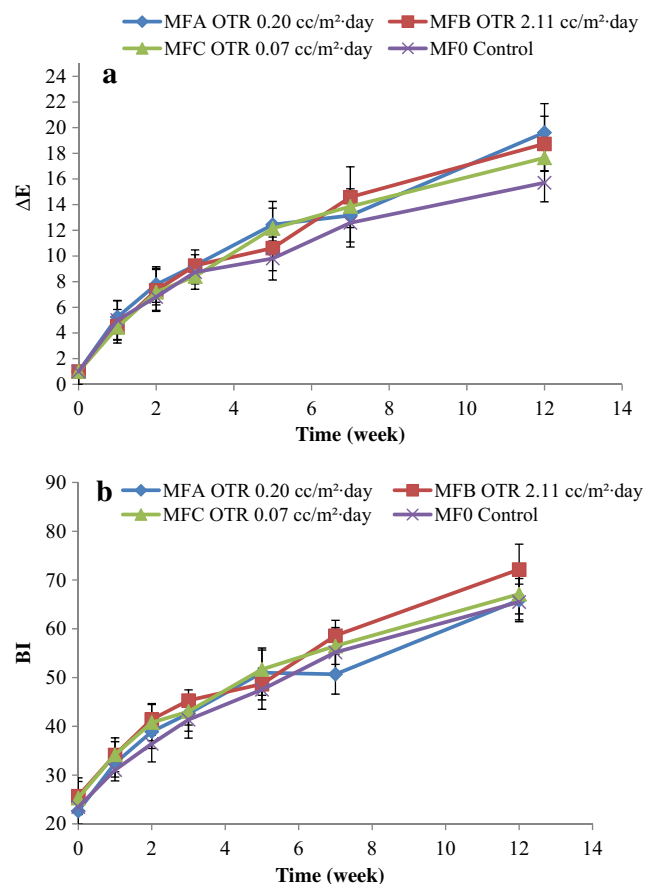 MFA OTR 0.20 cc/m²·day MFB OTR 2.11 cc/m²·day
MFC OTR 0.07 cc/m²·day MF0 Control
a
24
22
20
18
16
14
12
10
8
6
4
2
0
ΔE
0 2 4 6 8 10 12 14
Time (week)
90
80
70
60
50
40
30
20
b
MFA OTR 0.20 cc/m²·day MFB OTR 2.11 cc/m²·day
MFC OTR 0.07 cc/m²·day MF0 Control
BI
0 2 4 6 8 10 12 14
Time (week)